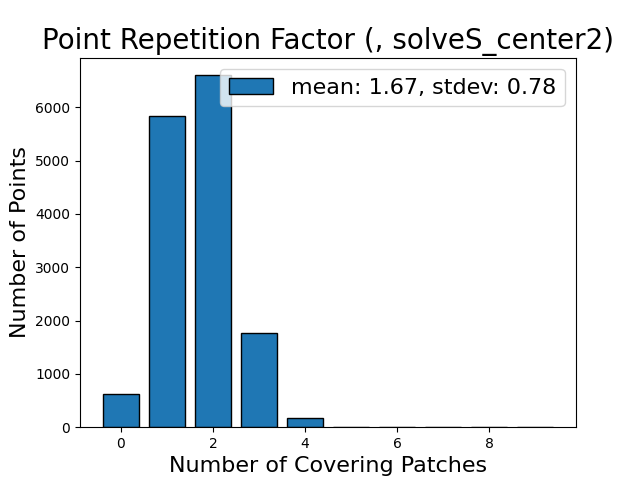 Point Repetition Factor (, solveS_center2)
mean: 1.67, stdev: 0.78
Number of Points
6000
5000
4000
3000
2000
1000
0
0 2 4 6 8
Number of Covering Patches